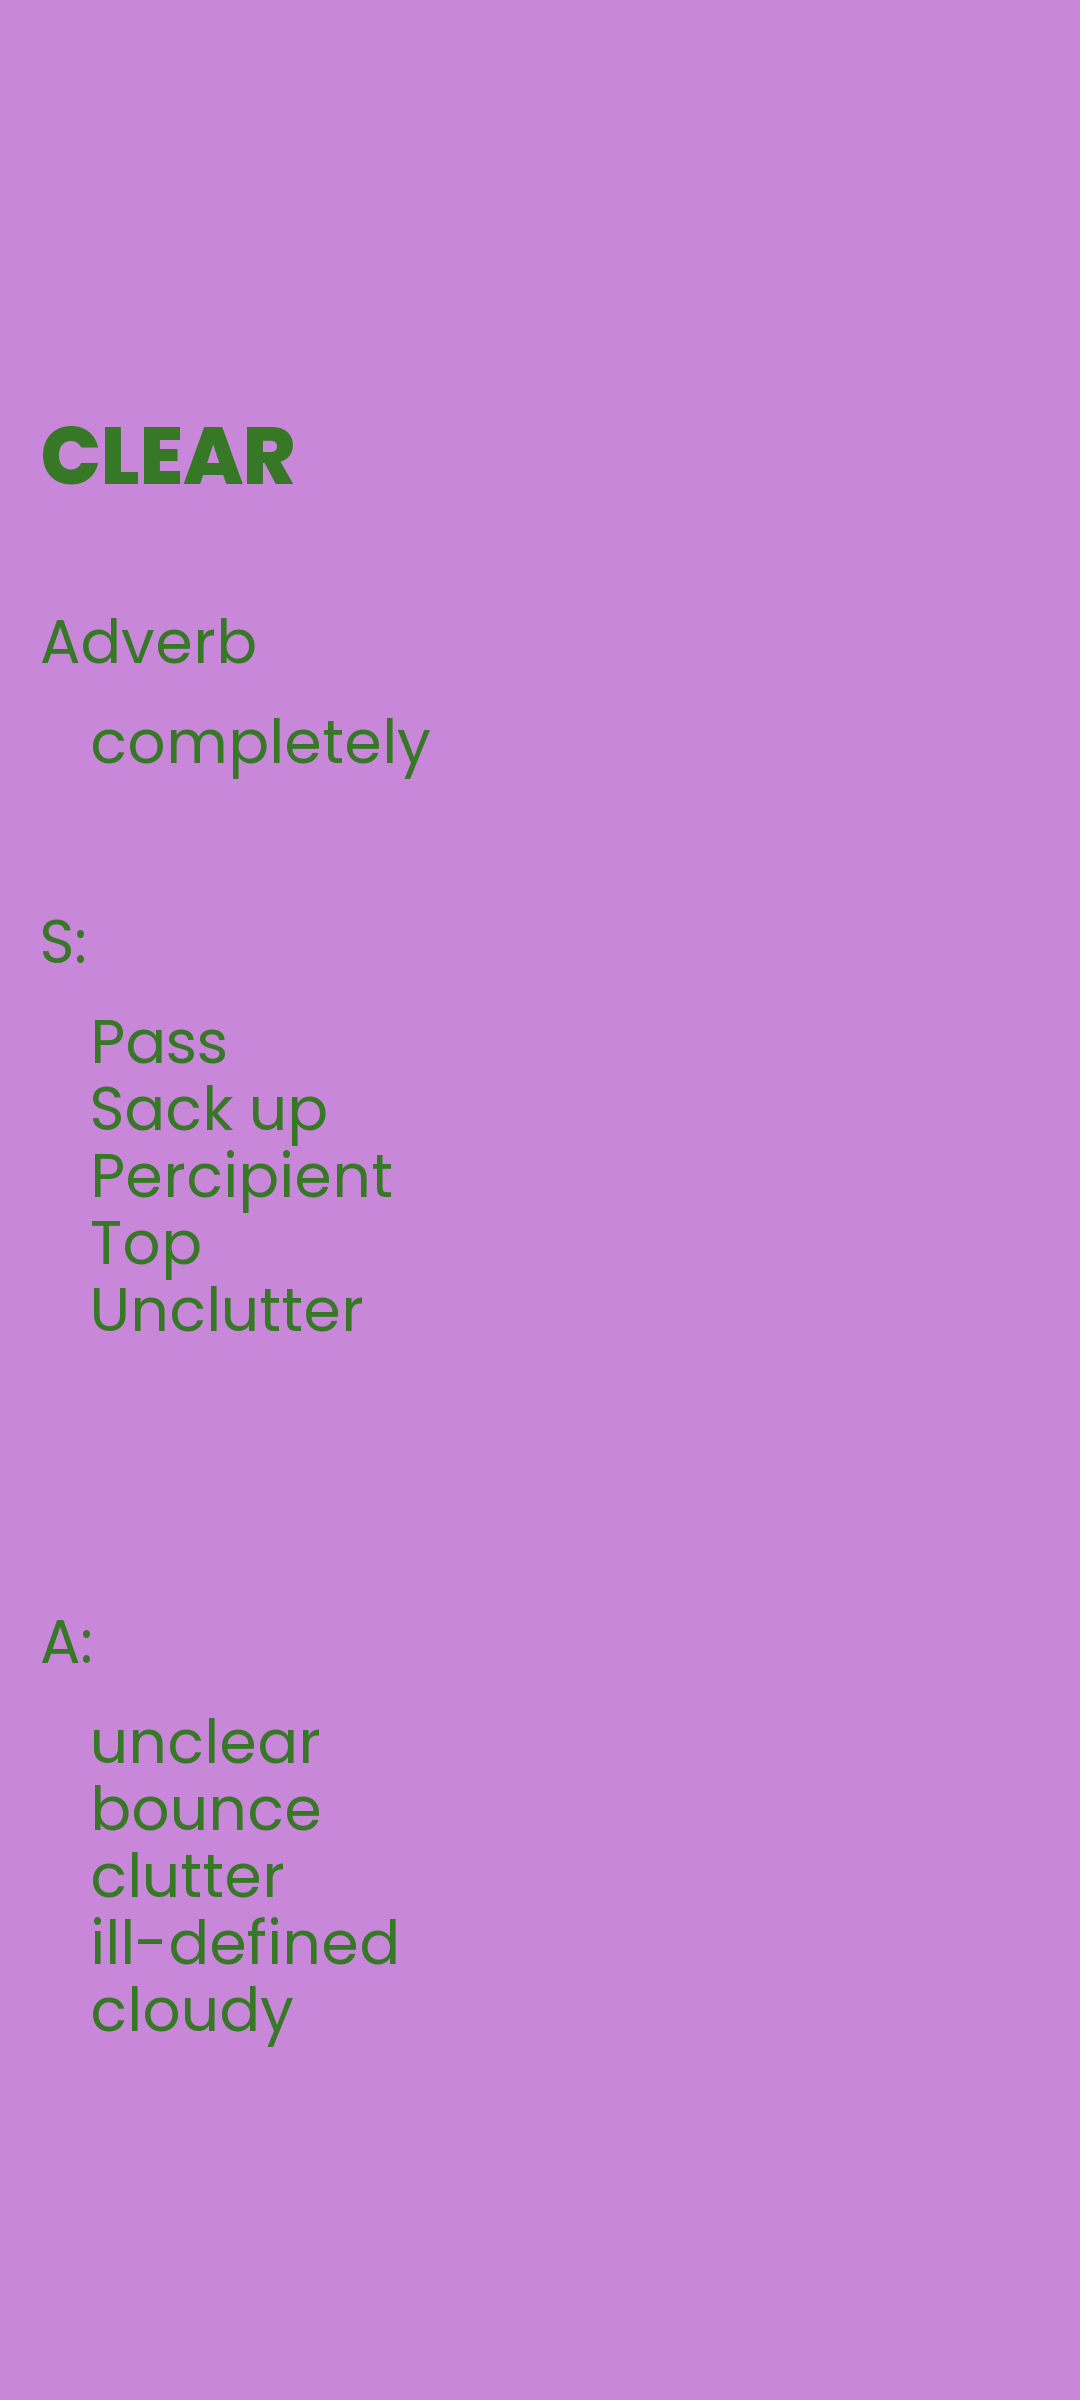 CLEAR
Adverb
completely
S:
Pass
Sack up
Percipient
Top
Unclutter
A:
unclear
bounce
clutter
ill-defined
cloudy